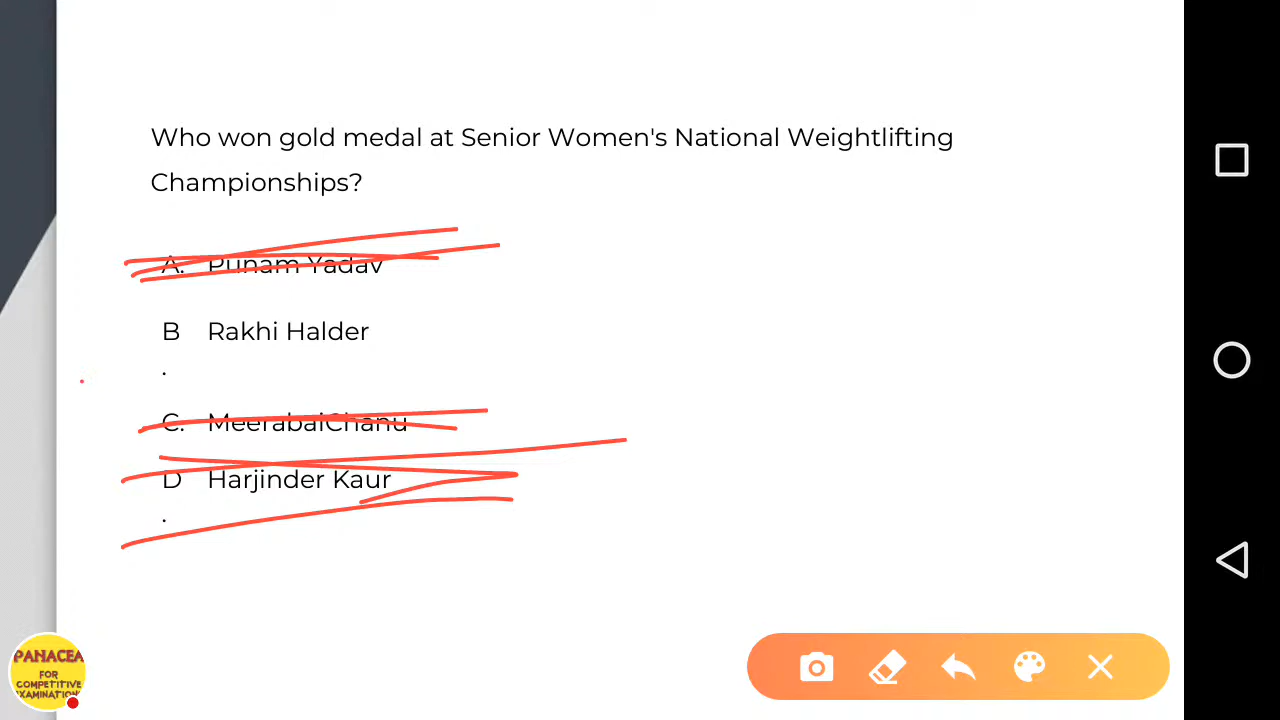 Who won gold medal at Senior Women's National Weightlifting
Championships?
A. Punam Yadav
B Rakhi Halder
.
C. MeerabaiChanu
D Harjinder Kaur
.
PANACEA
FOR
COMPETITIVE
EXAMINATION